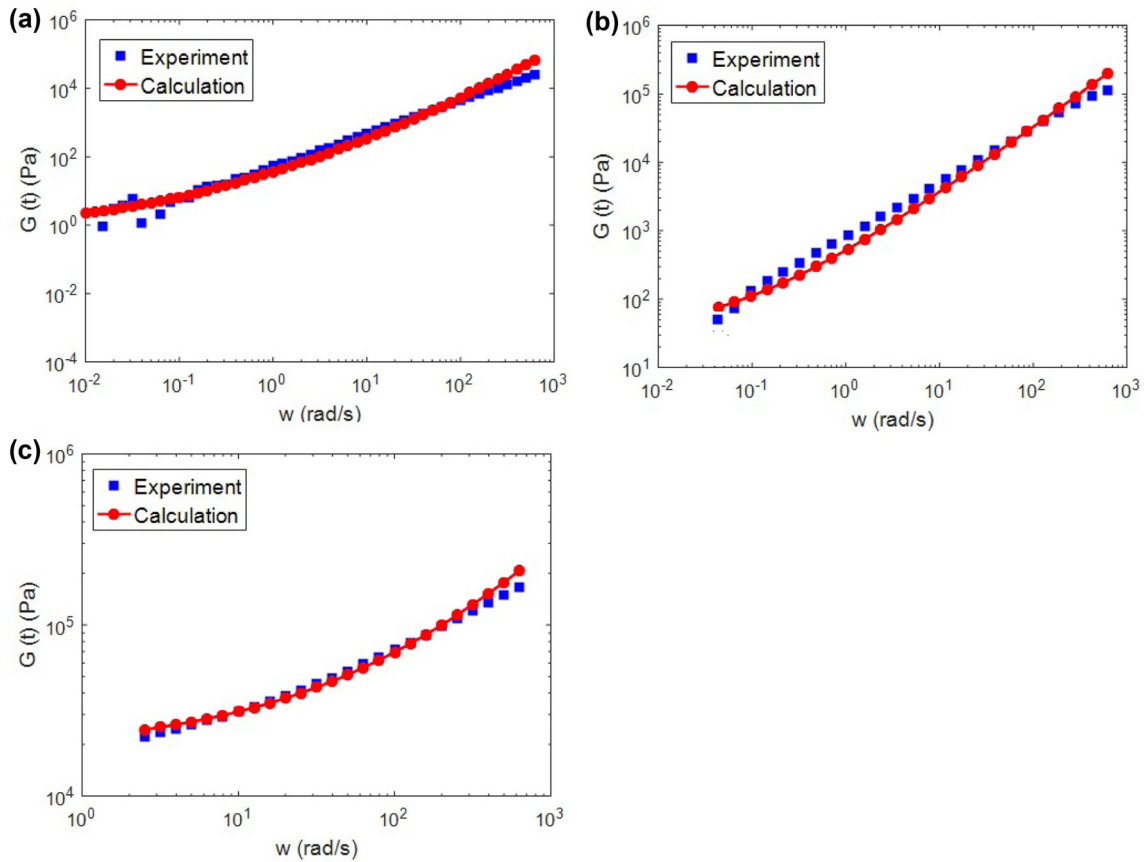 (a)
10^6
10^4
10^2
10^0
10^-2
10^-4
G (t) (Pa)
Experiment
Calculation
10^-2
10^-1
10^0
10^1
10^2
10^3
w (rad/s)
(b)
10^6
10^5
10^4
10^3
10^2
10^1
G (t) (Pa)
Experiment
Calculation
10^-2
10^-1
10^0
10^1
10^2
10^3
w (rad/s)
(c)
10^6
10^5
10^4
G (t) (Pa)
Experiment
Calculation
10^0
10^1
10^2
10^3
w (rad/s)